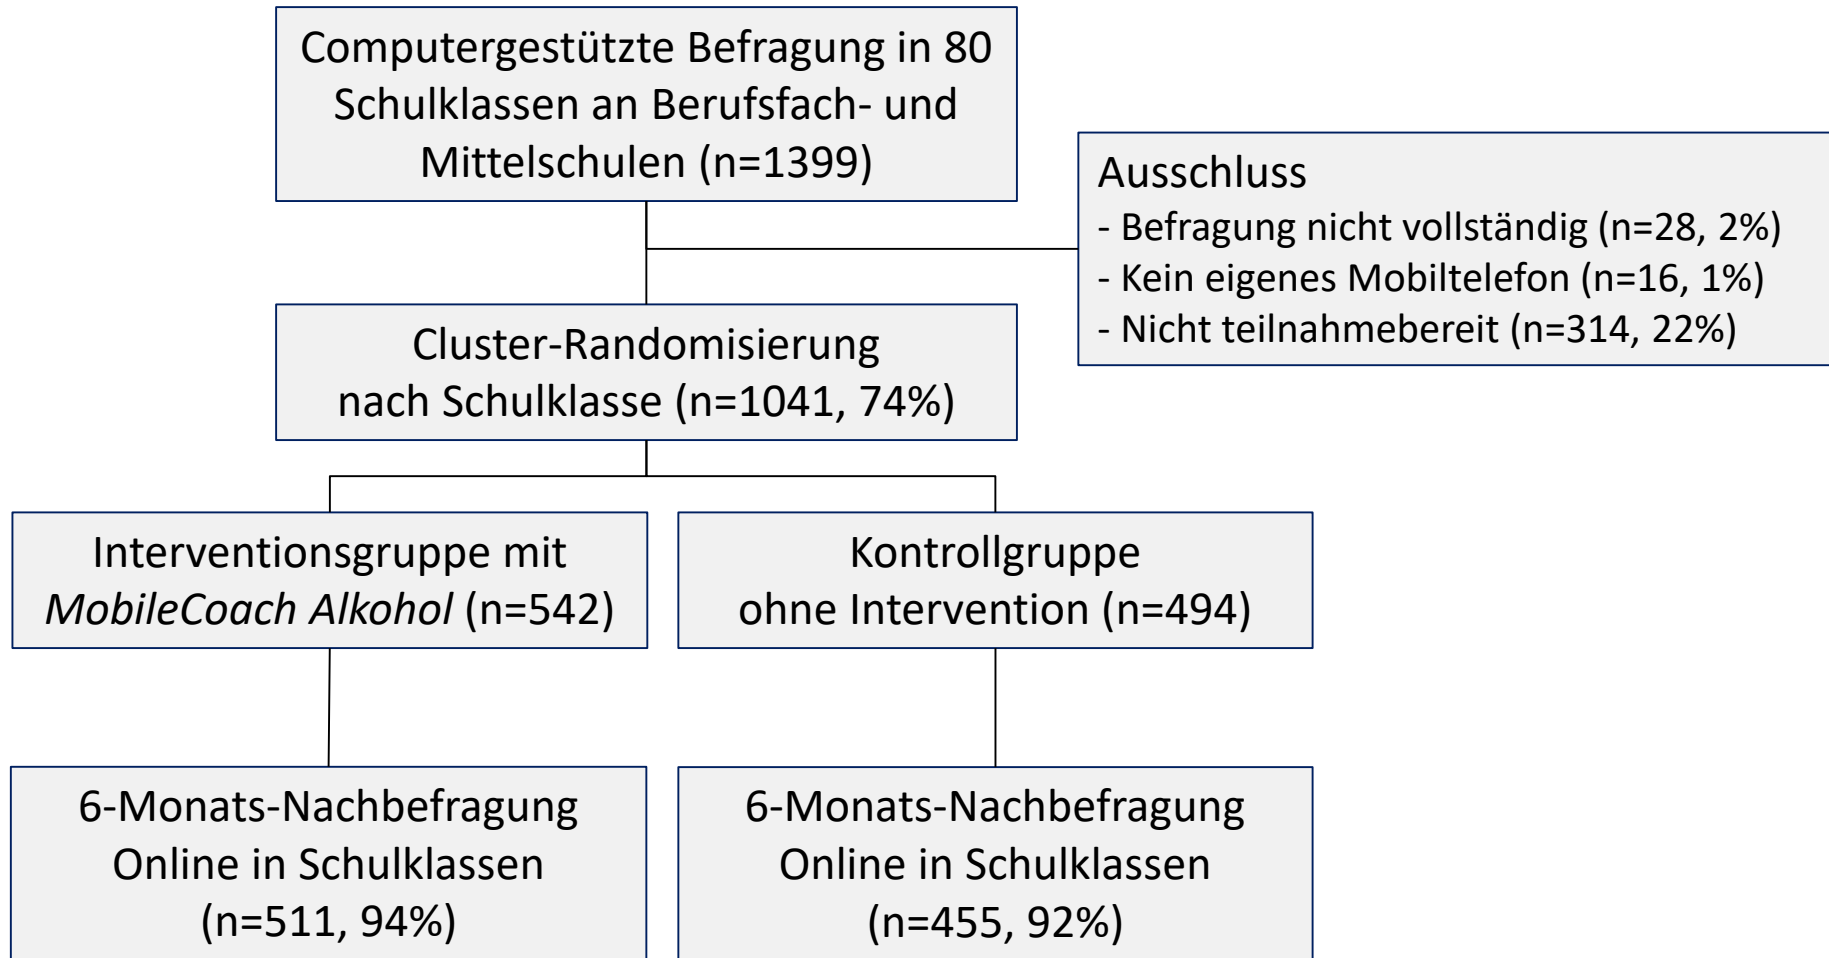 Computergestützte Befragung in 80
Schulklassen an Berufsfach- und
Mittelschulen (n=1399)
Ausschluss
- Befragung nicht vollständig (n=28, 2%)
- Kein eigenes Mobiltelefon (n=16, 1%)
- Nicht teilnahmebereit (n=314, 22%)
Cluster-Randomisierung
nach Schulklasse (n=1041, 74%)
Interventionsgruppe mit
MobileCoach Alkohol (n=542)
Kontrollgruppe
ohne Intervention (n=494)
6-Monats-Nachbefragung
Online in Schulklassen
(n=511, 94%)
6-Monats-Nachbefragung
Online in Schulklassen
(n=455, 92%)